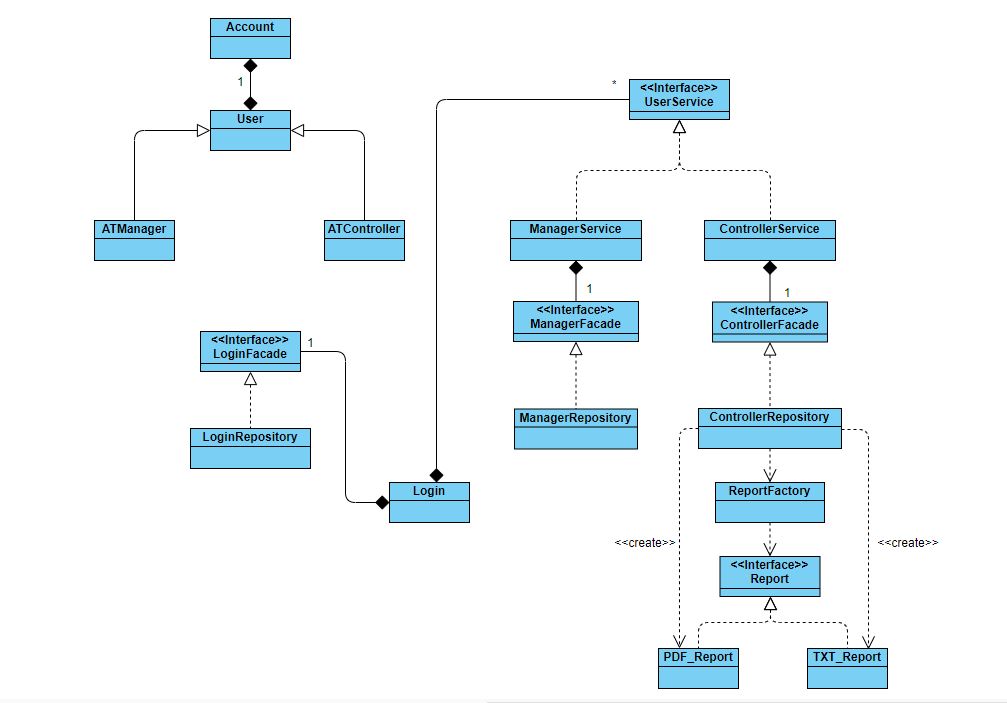 Account
1
User
ATManager
ATController
*
<<Interface>>
UserService
ManagerService
ControllerService
1
1
<<Interface>>
ManagerFacade
<<Interface>>
ControllerFacade
<<Interface>>
LoginFacade
1
ManagerRepository
ControllerRepository
LoginRepository
Login
ReportFactory
<<create>>
<<create>>
<<Interface>>
Report
PDF_Report
TXT_Report